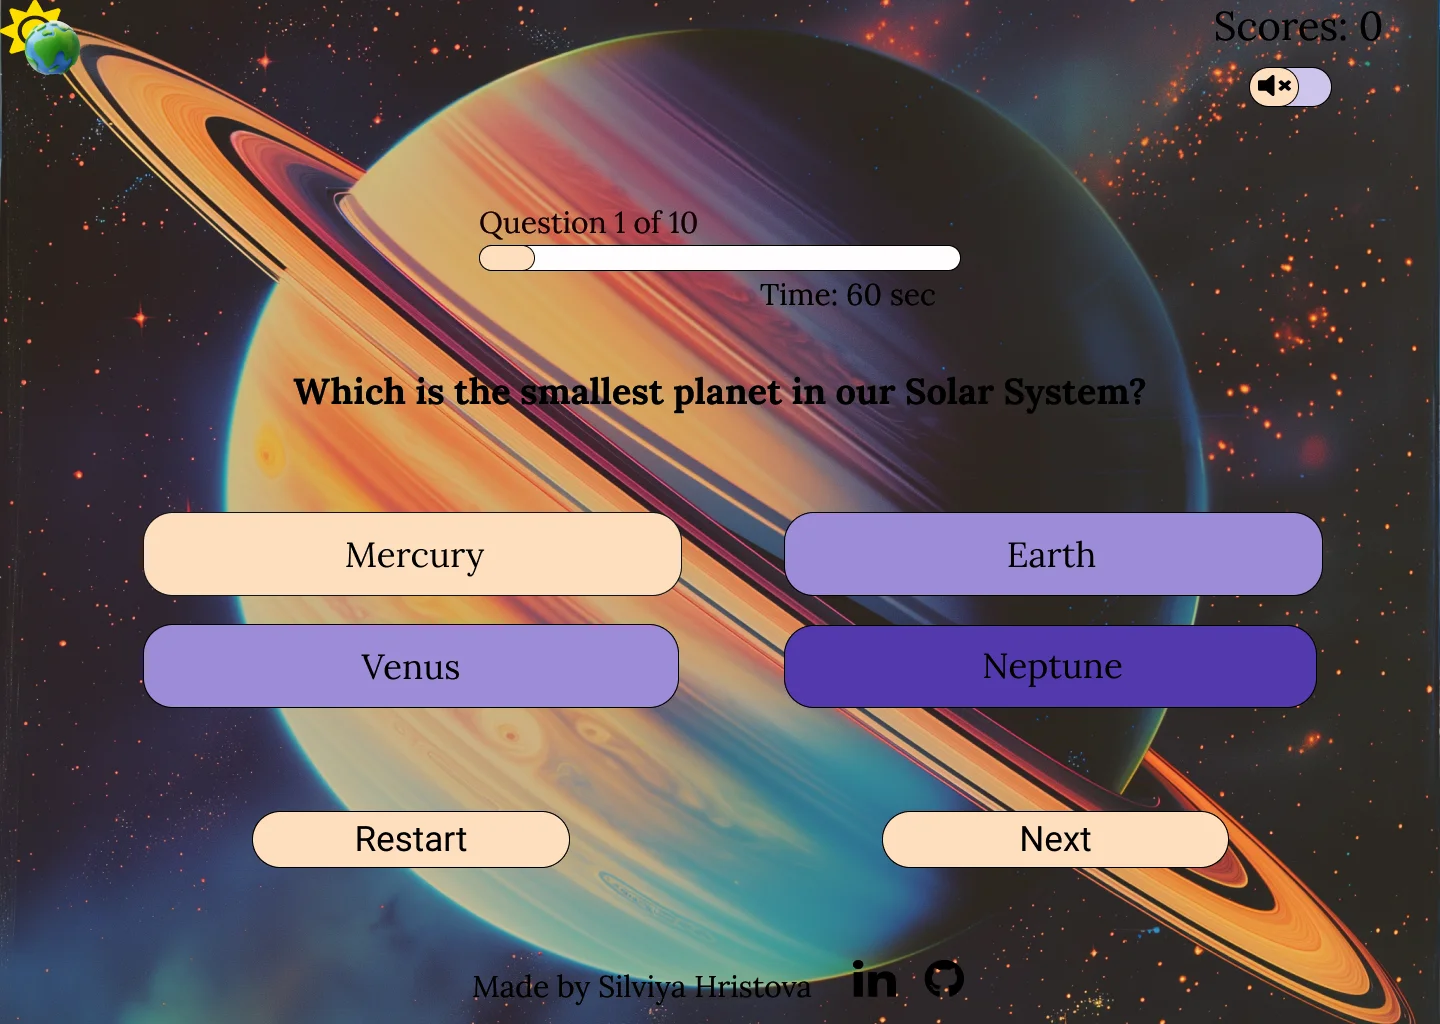 Scores: 0
Question 1 of 10
Time: 60 sec
Which is the smallest planet in our Solar System?
Mercury
Earth
Venus
Neptune
Restart
Next
Made by Silviya Hristova
in